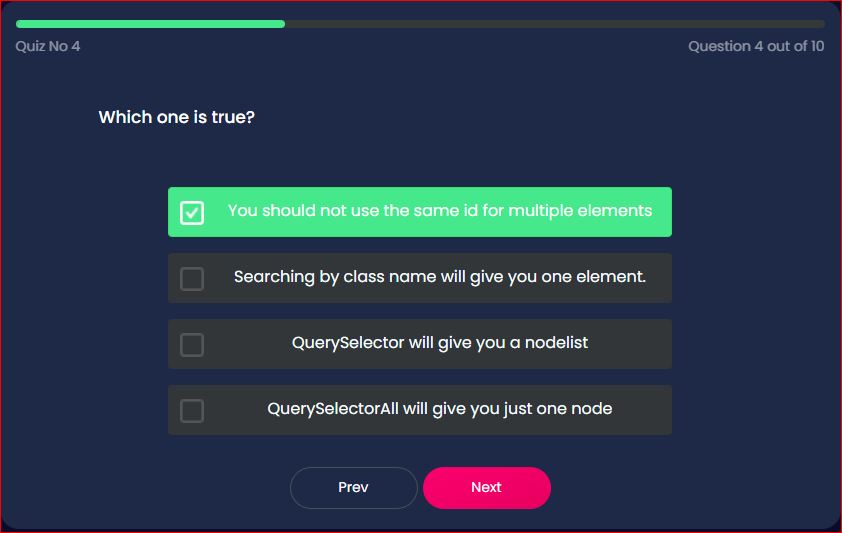 Quiz No 4
Question 4 out of 10
Which one is true?
You should not use the same id for multiple elements
Searching by class name will give you one element.
QuerySelector will give you a nodelist
QuerySelectorAll will give you just one node
Prev
Next